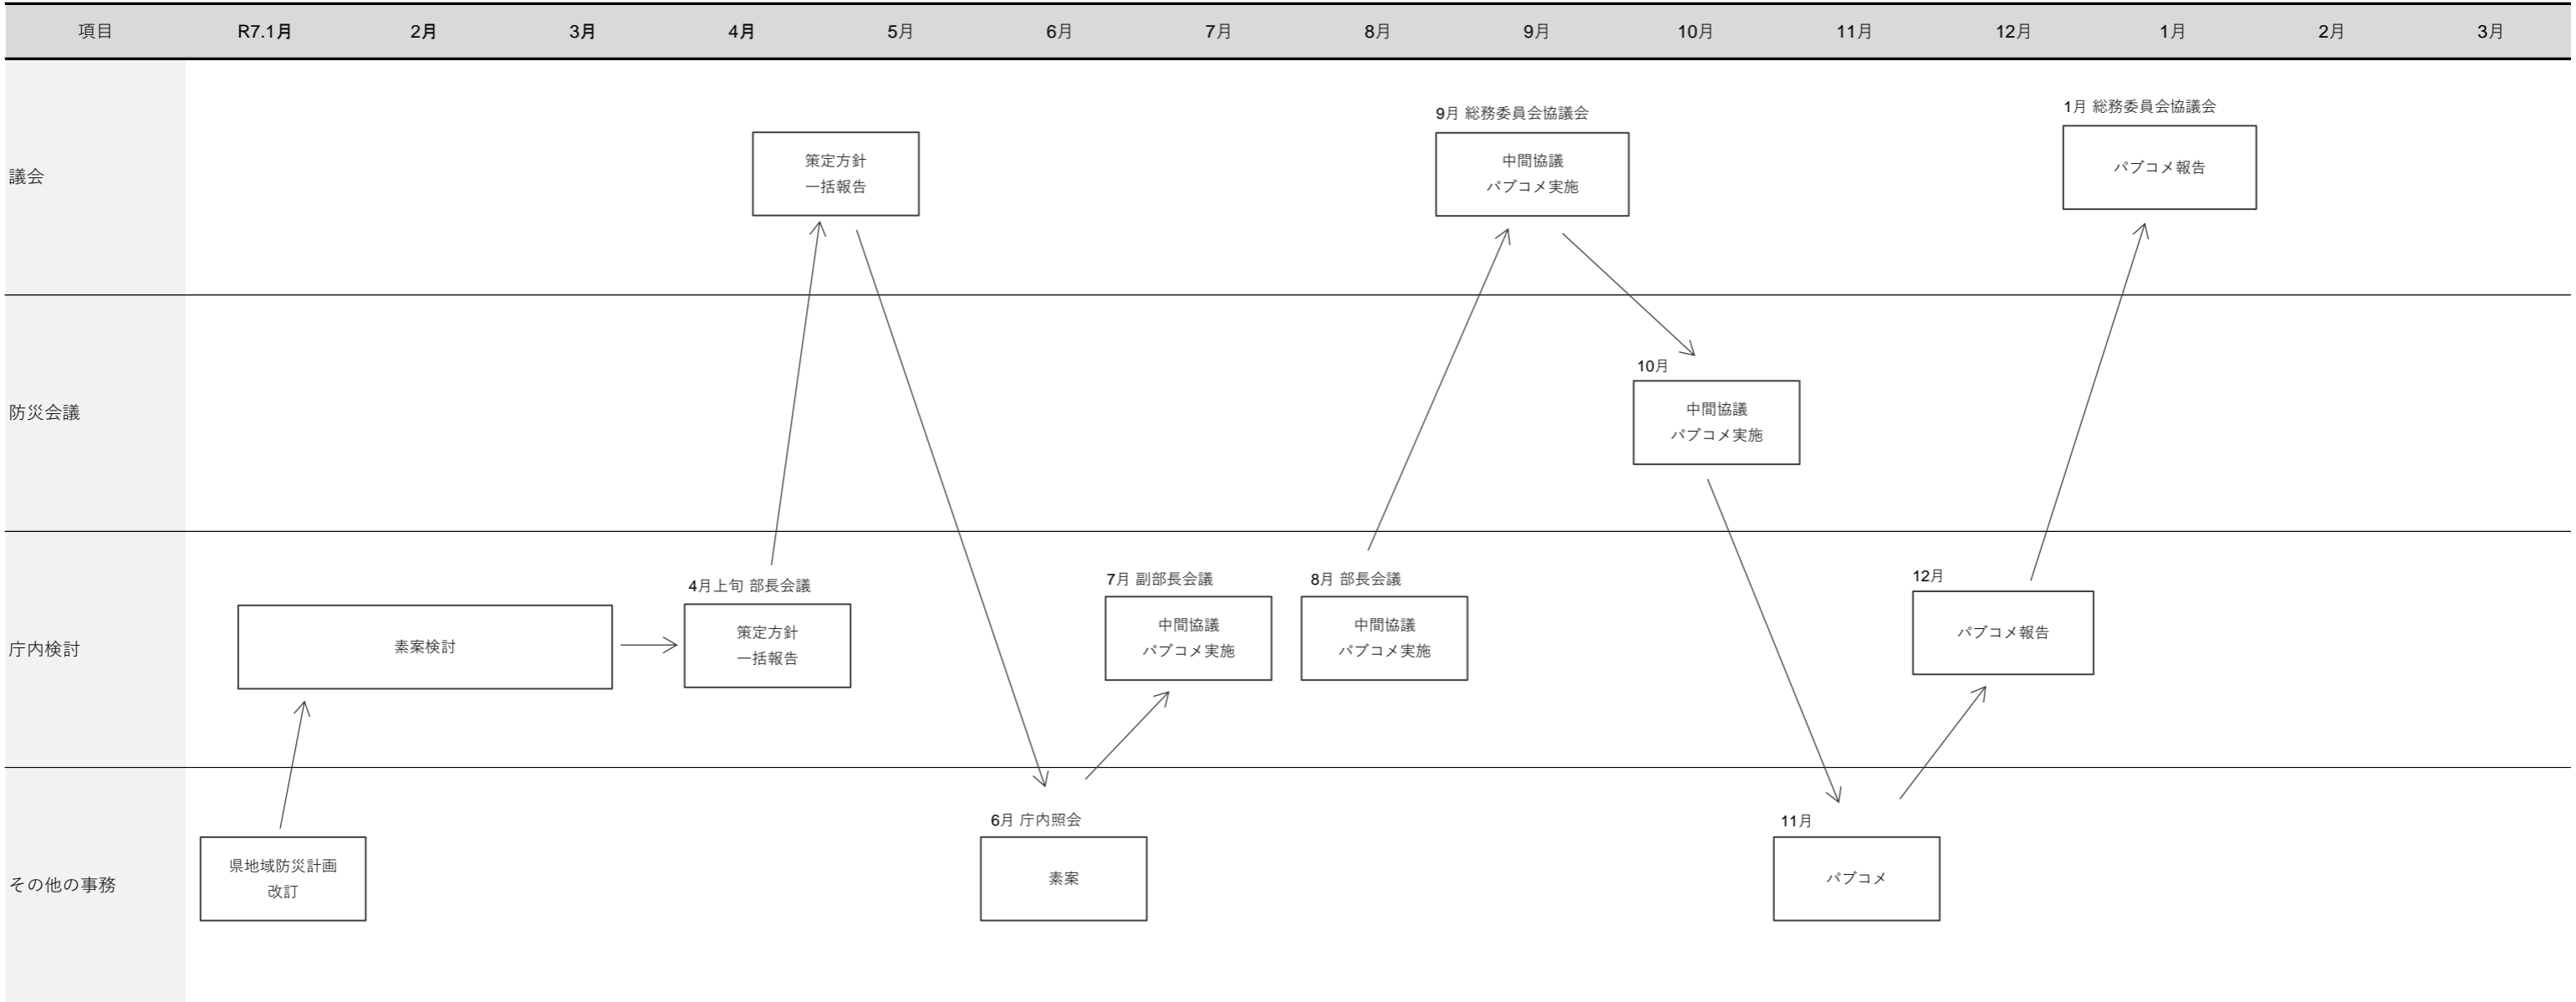 項目 R7.1月 2月 3月 4月 5月 6月 7月 8月 9月 10月 11月 12月 1月 2月 3月
議会
策定方針
一括報告
9月 総務委員会協議会
中間協議
パブコメ実施
1月 総務委員会協議会
パブコメ報告
防災会議
10月
中間協議
パブコメ実施
庁内検討
素案検討
4月上旬 部長会議
策定方針
一括報告
7月 副部長会議
中間協議
パブコメ実施
8月 部長会議
中間協議
パブコメ実施
12月
パブコメ報告
その他の事務
県地域防災計画
改訂
6月 庁内照会
素案
11月
パブコメ